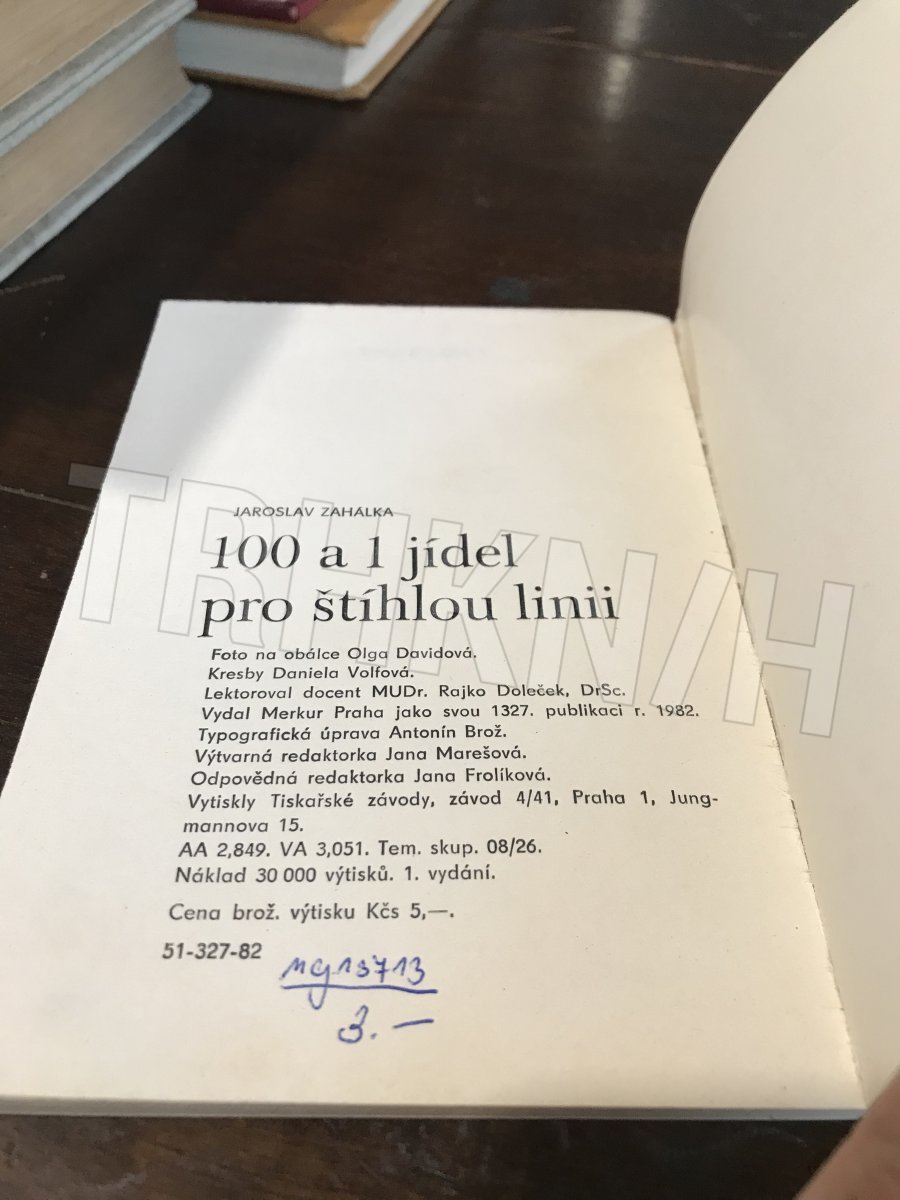 JAROSLAV ZAHÁLKA
100 a 1 jídel
pro štíhlou linii
Foto na obálce Olga Davidová.
Kresby Daniela Volfová.
Lektoroval docent MUDr. Rajko Doleček, DrSc.
Vydal Merkur Praha jako svou 1327. publikaci r. 1982.
Typografická úprava Antonín Brož.
Výtvarná redaktorka Jana Marešová.
Odpovědná redaktorka Jana Frolíková.
Vytiskly Tiskařské závody, závod 4/41, Praha 1, Jung-
mannova 15.
AA 2,849. VA 3,051. Tem. skup. 08/26.
Náklad 30 000 výtisků. 1. vydání.
Cena brož. výtisku Kčs 5,—.
51-327-82
3.—